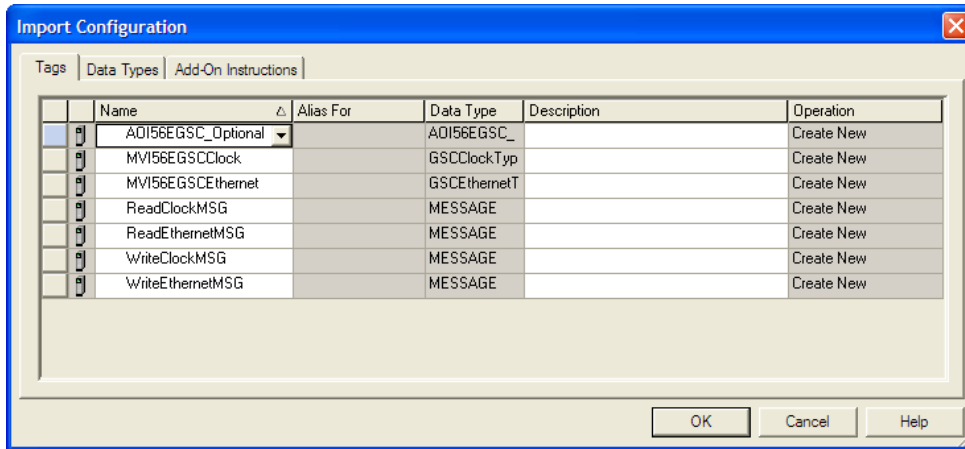 Import Configuration
Tags Data Types Add-On Instructions
Name Alias For Data Type Description Operation
AOI56EGSC_Optional AOI56EGSC_ Create New
MVI56EGSCClock GSCClockTyp Create New
MVI56EGSCEthernet GSCEthernetT Create New
ReadClockMSG MESSAGE Create New
ReadEthernetMSG MESSAGE Create New
WriteClockMSG MESSAGE Create New
WriteEthernetMSG MESSAGE Create New
OK Cancel Help